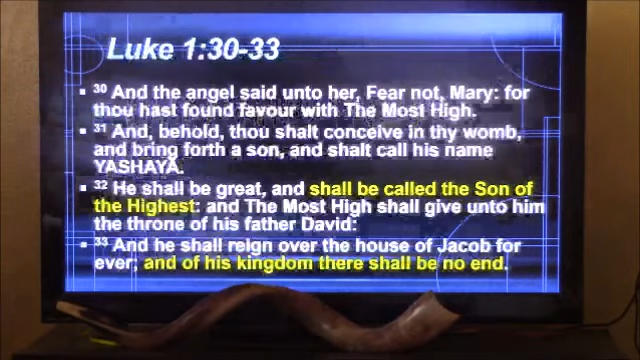 Luke 1:30-33
▪ 30 And the angel said unto her, Fear not, Mary: for
thou hast found favour with The Most High.
▪ 31 And, behold, thou shalt conceive in thy womb,
and bring forth a son, and shalt call his name
YASHAYA.
▪ 32 He shall be great, and shall be called the Son of
the Highest: and The Most High shall give unto him
the throne of his father David:
▪ 33 And he shall reign over the house of Jacob for
ever; and of his kingdom there shall be no end.